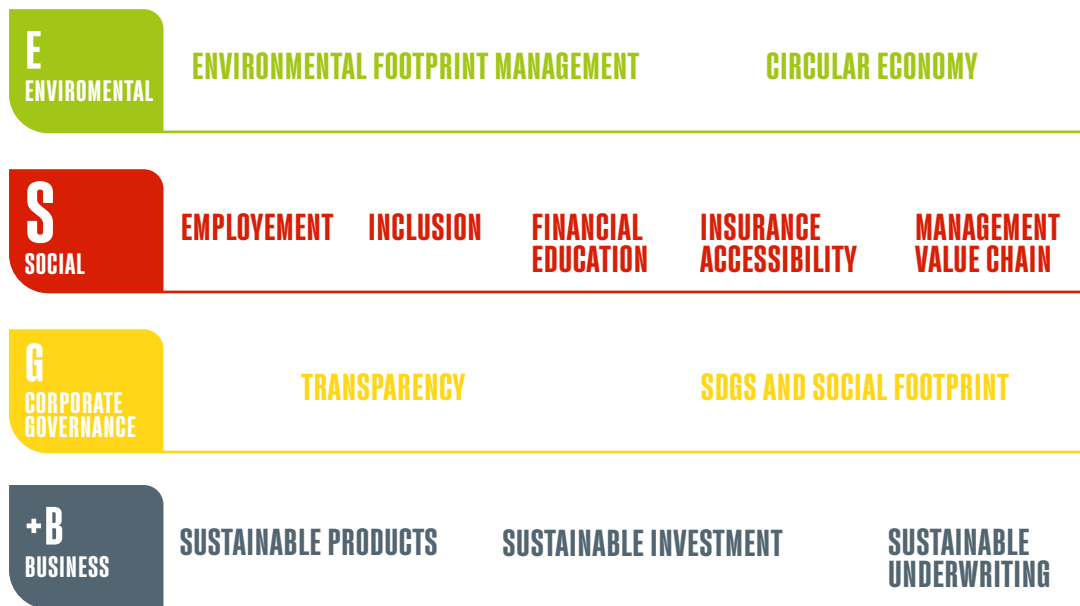 E
ENVIROMENTAL
ENVIRONMENTAL FOOTPRINT MANAGEMENT
CIRCULAR ECONOMY
S
SOCIAL
EMPLOYEMENT
INCLUSION
FINANCIAL
EDUCATION
INSURANCE
ACCESSIBILITY
MANAGEMENT
VALUE CHAIN
G
CORPORATE
GOVERNANCE
TRANSPARENCY
SDGS AND SOCIAL FOOTPRINT
+B
BUSINESS
SUSTAINABLE PRODUCTS
SUSTAINABLE INVESTMENT
SUSTAINABLE
UNDERWRITING